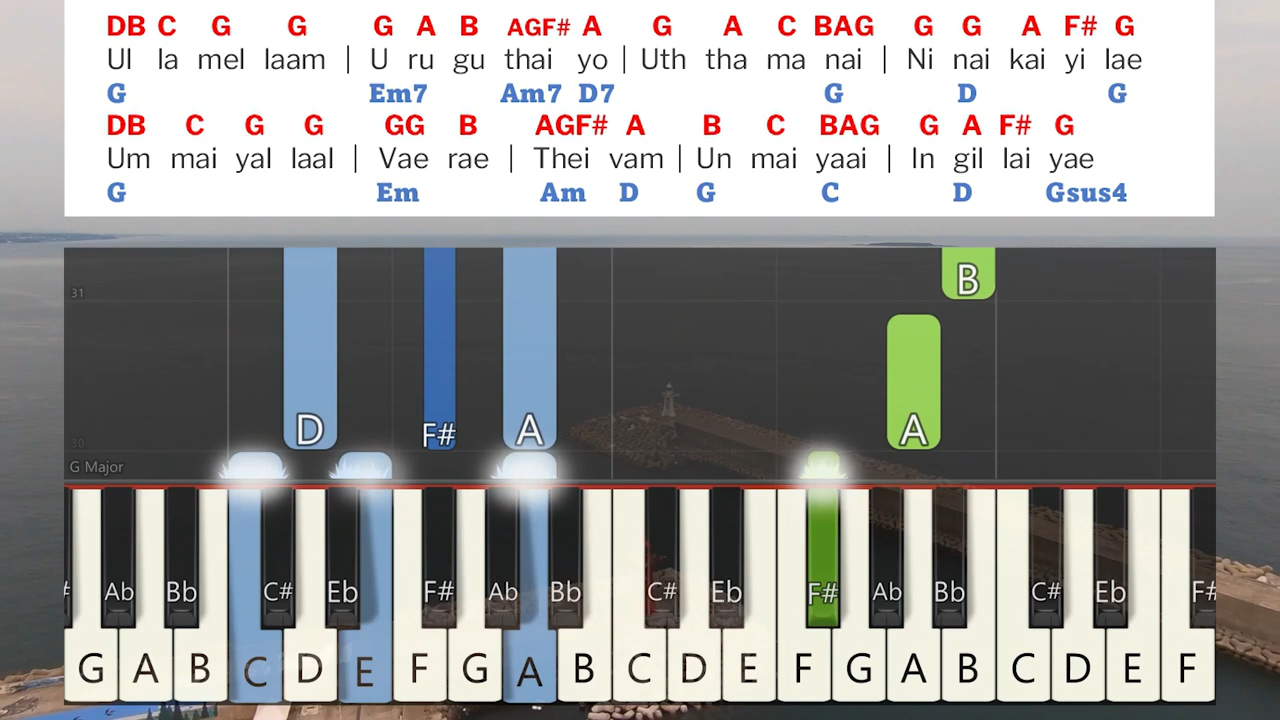 DB C G G G A B AGF# A G A C BAG G G A F# G
Ul la mel laam | U ru gu thai yo | Uth tha ma nai | Ni nai kai yi lae
G Em7 Am7 D7 G D G
DB C G G GG B AGF# A B C BAG G A F# G
Um mai yal laal | Vae rae | Thei vam | Un mai yaai | In gil lai yae
G Em Am D G C D Gsus4
B
31
D F# A A
30
G Major
# Ab Bb C# Eb F# Ab Bb C# Eb F# Ab Bb C# Eb F#
G A B C D E F G A B C D E F G A B C D E F